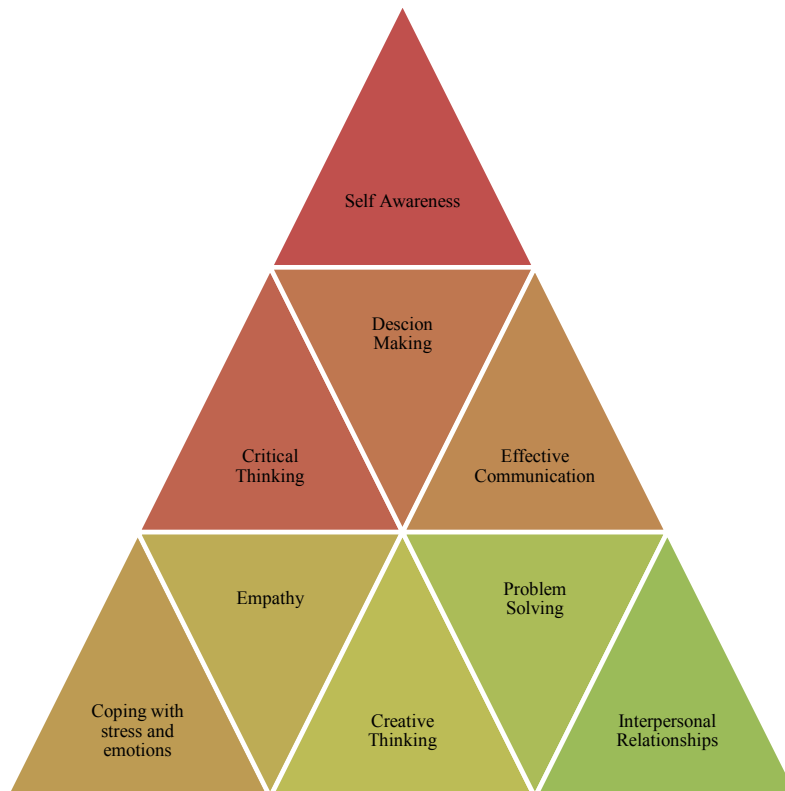 Self Awareness
Descion
Making
Critical
Thinking
Effective
Communication
Empathy
Problem
Solving
Coping with
stress and
emotions
Creative
Thinking
Interpersonal
Relationships